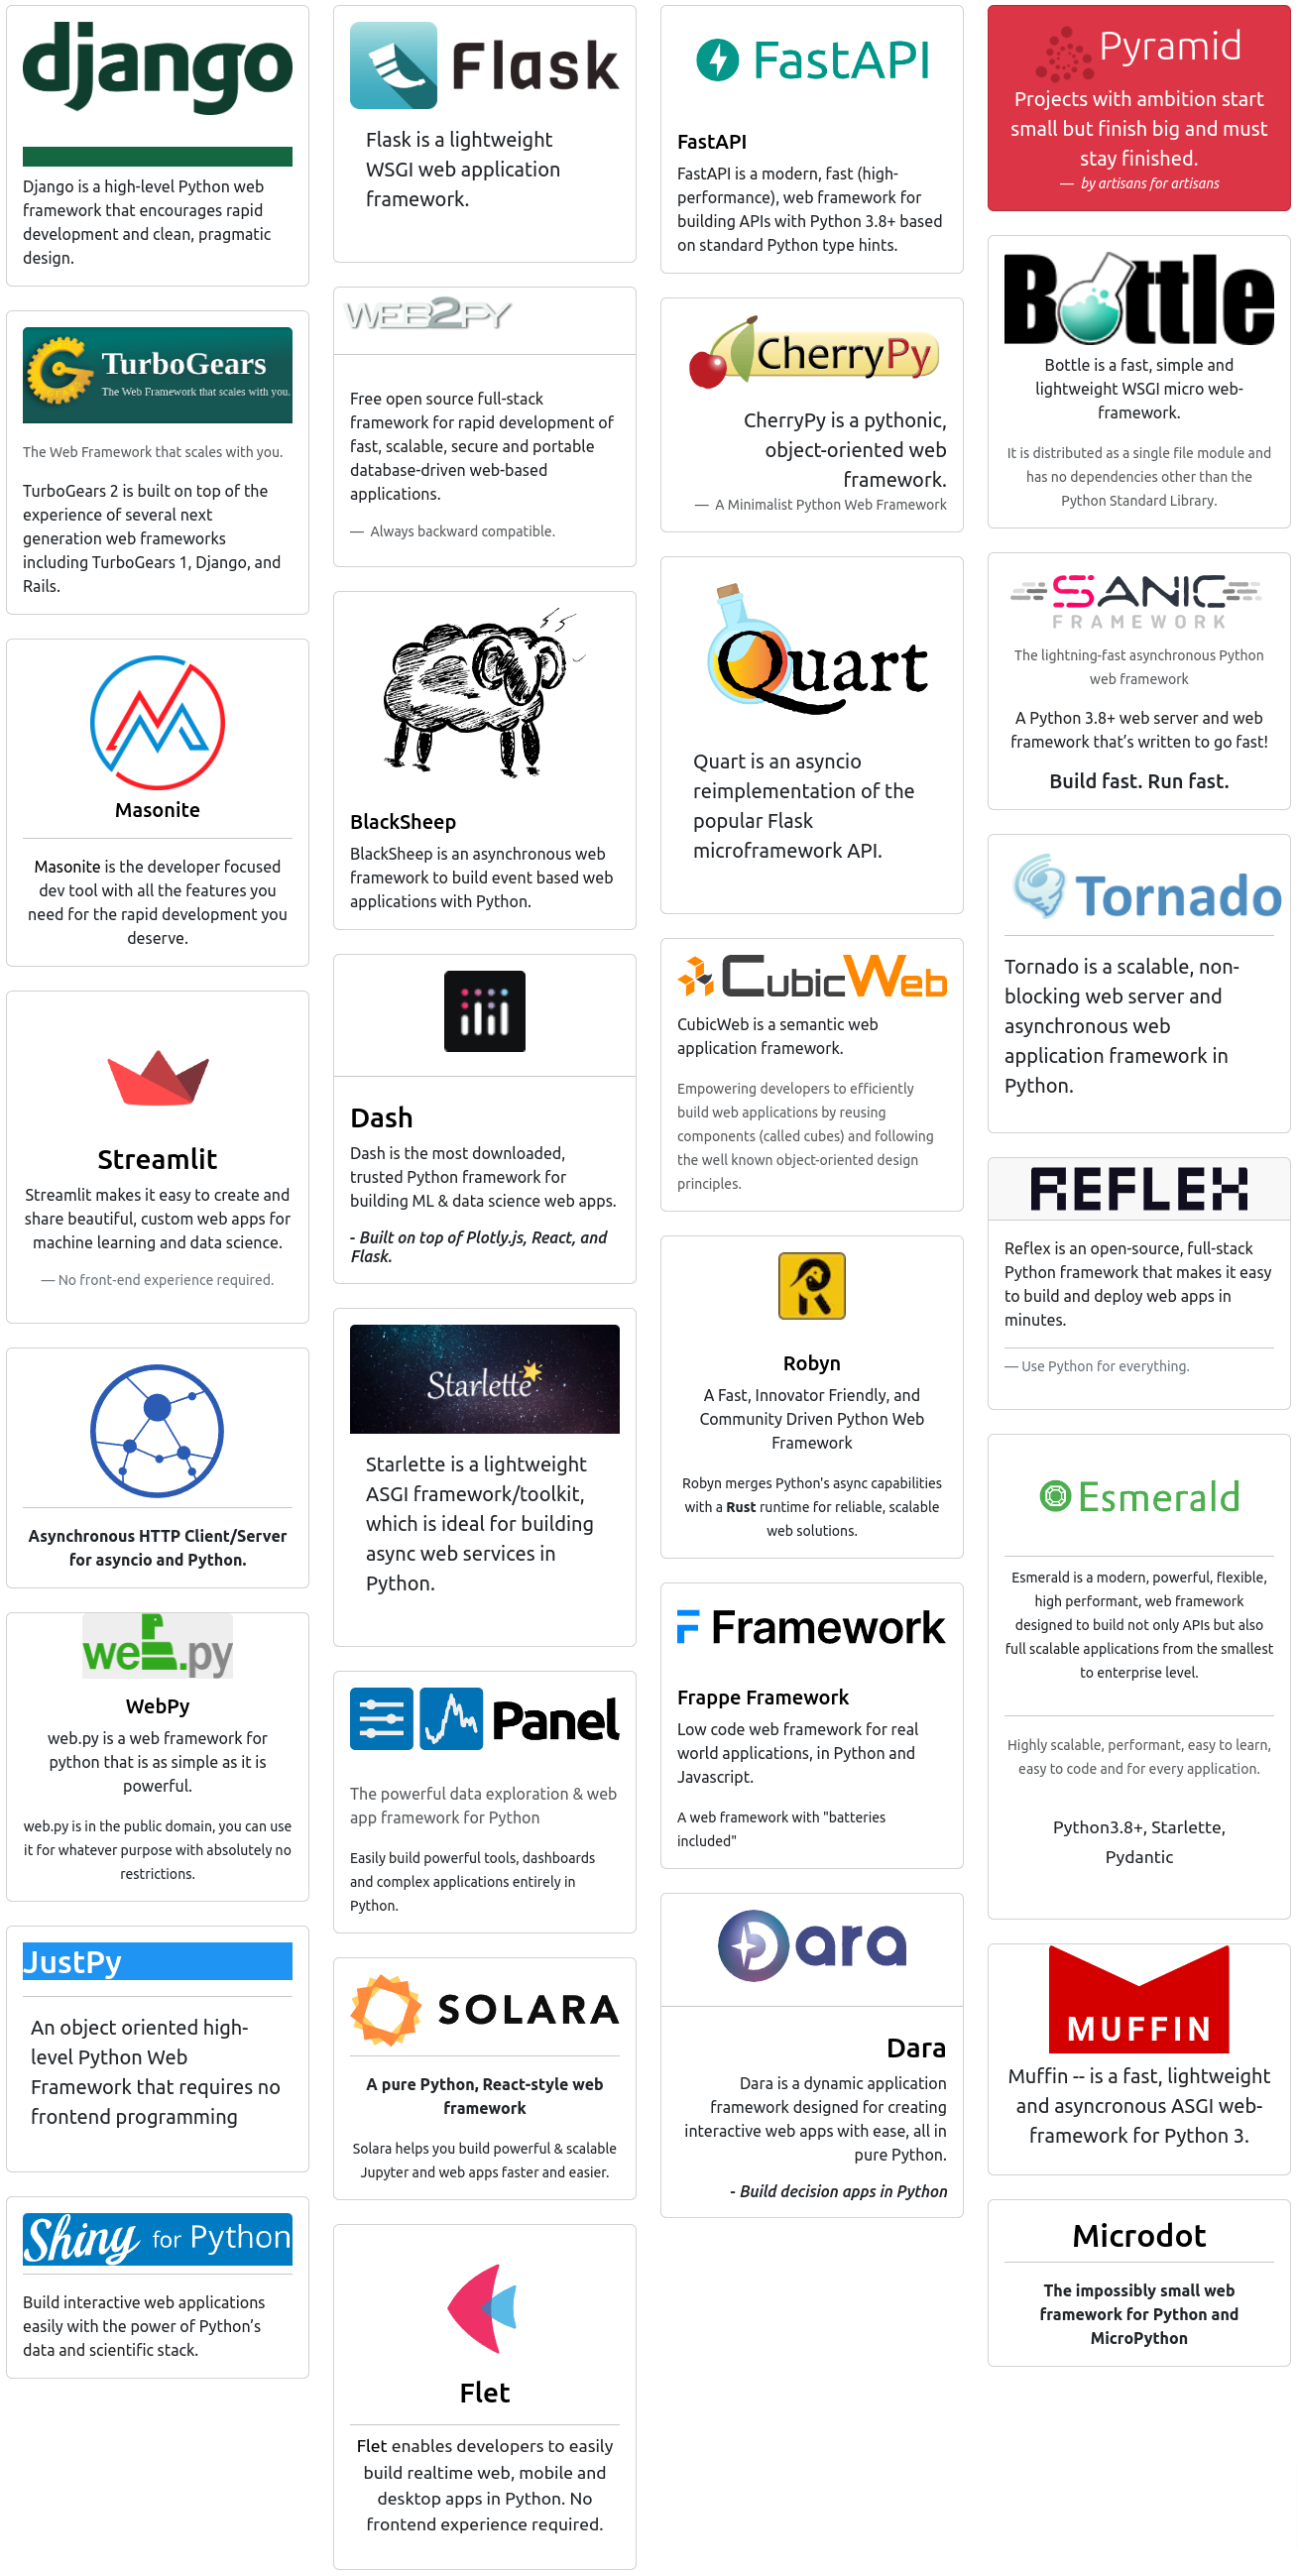 django
Django is a high-level Python web
framework that encourages rapid
development and clean, pragmatic
design.
TurboGears
The Web Framework that scales with you.
The Web Framework that scales with you.
TurboGears 2 is built on top of the
experience of several next
generation web frameworks
including TurboGears 1, Django, and
Rails.
Masonite
Masonite is the developer focused
dev tool with all the features you
need for the rapid development you
deserve.
Streamlit
Streamlit makes it easy to create and
share beautiful, custom web apps for
machine learning and data science.
— No front-end experience required.
Asynchronous HTTP Client/Server
for asyncio and Python.
web.py
WebPy
web.py is a web framework for
python that is as simple as it is
powerful.
web.py is in the public domain, you can use
it for whatever purpose with absolutely no
restrictions.
JustPy
An object oriented high-
level Python Web
Framework that requires no
frontend programming
Shiny for Python
Build interactive web applications
easily with the power of Python’s
data and scientific stack.
Flask
Flask is a lightweight
WSGI web application
framework.
WEB2PY
Free open source full-stack
framework for rapid development of
fast, scalable, secure and portable
database-driven web-based
applications.
— Always backward compatible.
BlackSheep
BlackSheep is an asynchronous web
framework to build event based web
applications with Python.
Dash
Dash is the most downloaded,
trusted Python framework for
building ML & data science web apps.
- Built on top of Plotly.js, React, and
Flask.
Starlette
Starlette is a lightweight
ASGI framework/toolkit,
which is ideal for building
async web services in
Python.
Panel
The powerful data exploration & web
app framework for Python
Easily build powerful tools, dashboards
and complex applications entirely in
Python.
SOLARA
A pure Python, React-style web
framework
Solara helps you build powerful & scalable
Jupyter and web apps faster and easier.
Flet
Flet enables developers to easily
build realtime web, mobile and
desktop apps in Python. No
frontend experience required.
FastAPI
FastAPI
FastAPI is a modern, fast (high-
performance), web framework for
building APIs with Python 3.8+ based
on standard Python type hints.
CherryPy
CherryPy is a pythonic,
object-oriented web
framework.
— A Minimalist Python Web Framework
Quart
Quart is an asyncio
reimplementation of the
popular Flask
microframework API.
CubicWeb
CubicWeb is a semantic web
application framework.
Empowering developers to efficiently
build web applications by reusing
components (called cubes) and following
the well known object-oriented design
principles.
Robyn
A Fast, Innovator Friendly, and
Community Driven Python Web
Framework
Robyn merges Python's async capabilities
with a Rust runtime for reliable, scalable
web solutions.
Framework
Frappe Framework
Low code web framework for real
world applications, in Python and
Javascript.
A web framework with "batteries
included"
Dara
Dara
Dara is a dynamic application
framework designed for creating
interactive web apps with ease, all in
pure Python.
- Build decision apps in Python
Pyramid
Projects with ambition start
small but finish big and must
stay finished.
— by artisans for artisans
Bottle
Bottle is a fast, simple and
lightweight WSGI micro web-
framework.
It is distributed as a single file module and
has no dependencies other than the
Python Standard Library.
SANIC
FRAMEWORK
The lightning-fast asynchronous Python
web framework
A Python 3.8+ web server and web
framework that’s written to go fast!
Build fast. Run fast.
Tornado
Tornado is a scalable, non-
blocking web server and
asynchronous web
application framework in
Python.
REFLEX
Reflex is an open-source, full-stack
Python framework that makes it easy
to build and deploy web apps in
minutes.
— Use Python for everything.
Esmerald
Esmerald is a modern, powerful, flexible,
high performant, web framework
designed to build not only APIs but also
full scalable applications from the smallest
to enterprise level.
Highly scalable, performant, easy to learn,
easy to code and for every application.
Python3.8+, Starlette,
Pydantic
MUFFIN
Muffin -- is a fast, lightweight
and asyncronous ASGI web-
framework for Python 3.
Microdot
The impossibly small web
framework for Python and
MicroPython